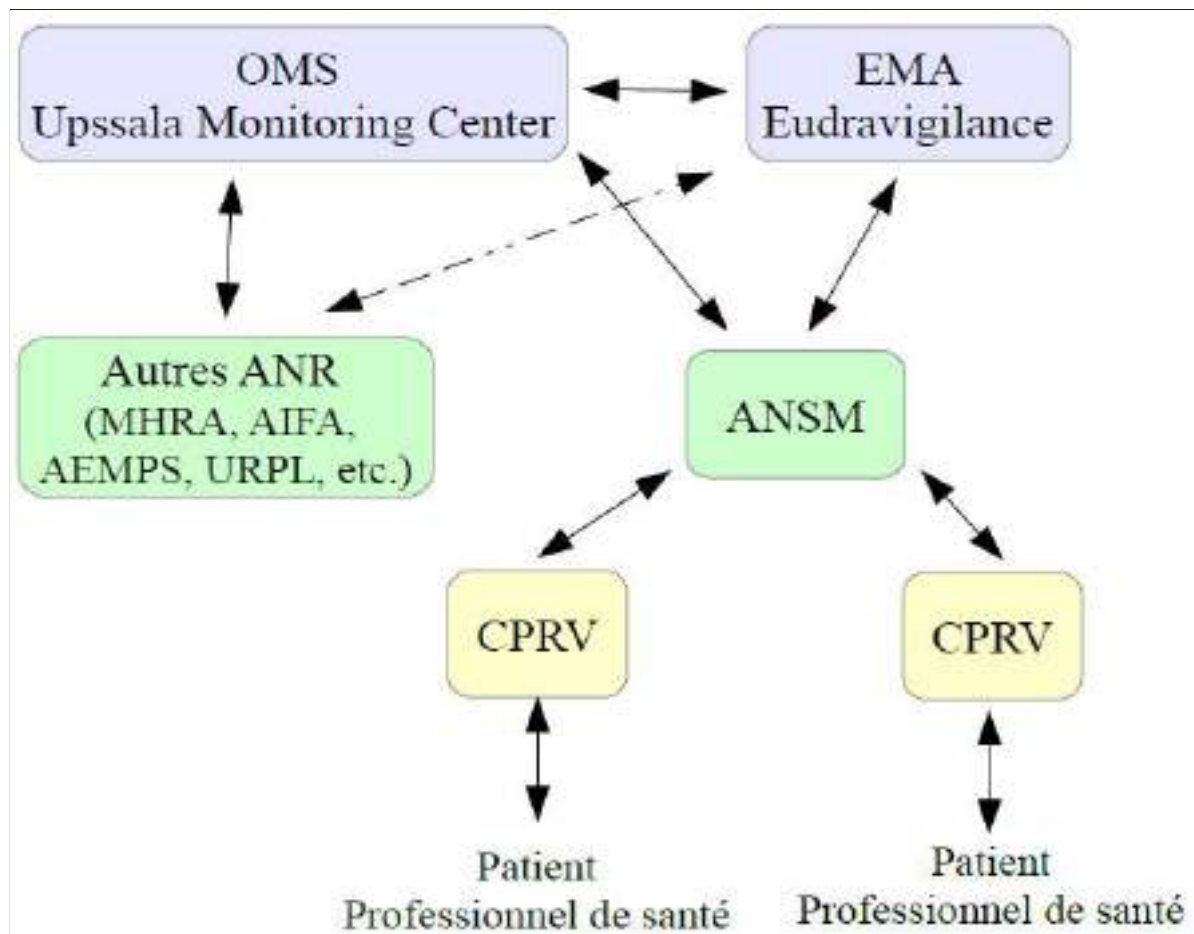 OMS
Upssala Monitoring Center
EMA
Eudravigilance
Autres ANR
(MHRA, AIFA,
AEMPS, URPL, etc.)
ANSM
CPRV
CPRV
Patient
Professionnel de santé
Patient
Professionnel de santé